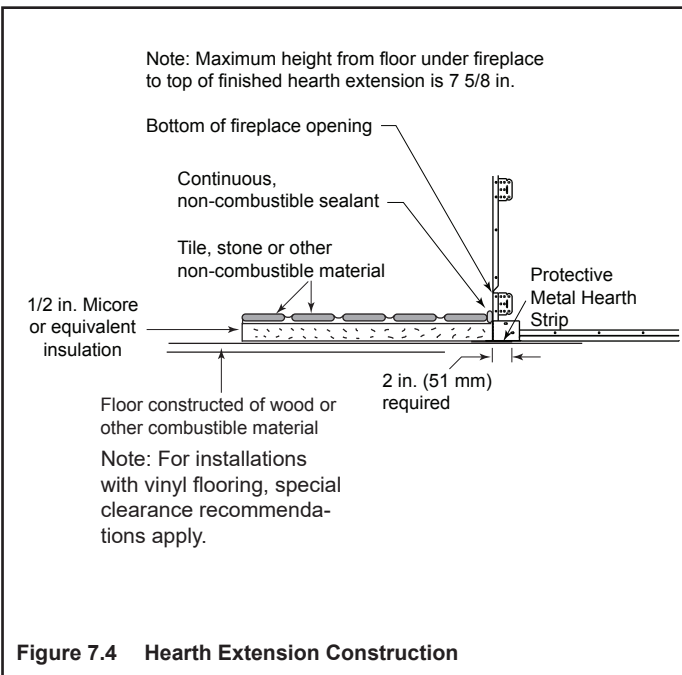 Note: Maximum height from floor under fireplace
to top of finished hearth extension is 7 5/8 in.
Bottom of fireplace opening
Continuous,
non-combustible sealant
Tile, stone or other
non-combustible material
Protective
Metal Hearth
Strip
1/2 in. Micore
or equivalent
insulation
2 in. (51 mm)
required
Floor constructed of wood or
other combustible material
Note: For installations
with vinyl flooring, special
clearance recommenda-
tions apply.
Figure 7.4 Hearth Extension Construction